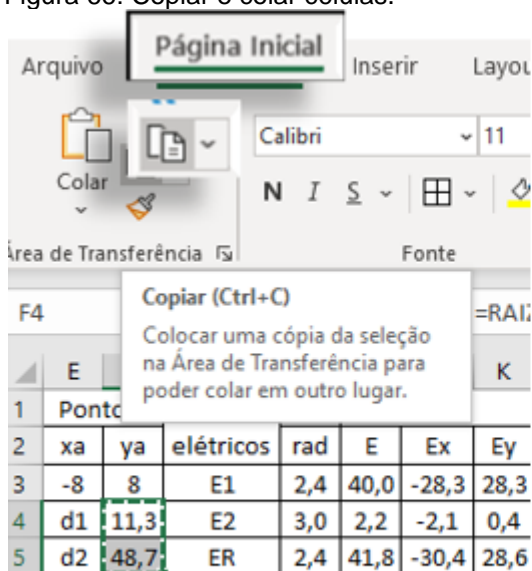 Figura 60: Copiar e colar células.
Arquivo Página Inicial Inserir
Calibri 11
Colar N I S
Área de Transferência Fonte
F4
Copiar (Ctrl+C)
Colocar uma cópia da seleção
na Área de Transferência para
poder colar em outro lugar.
E K
1
2 xa ya elétricos rad E Ex Ey
3 -8 8 E1 2,4 40,0 -28,3 28,3
4 d1 11,3 E2 3,0 2,2 -2,1 0,4
5 d2 48,7 ER 2,4 41,8 -30,4 28,6